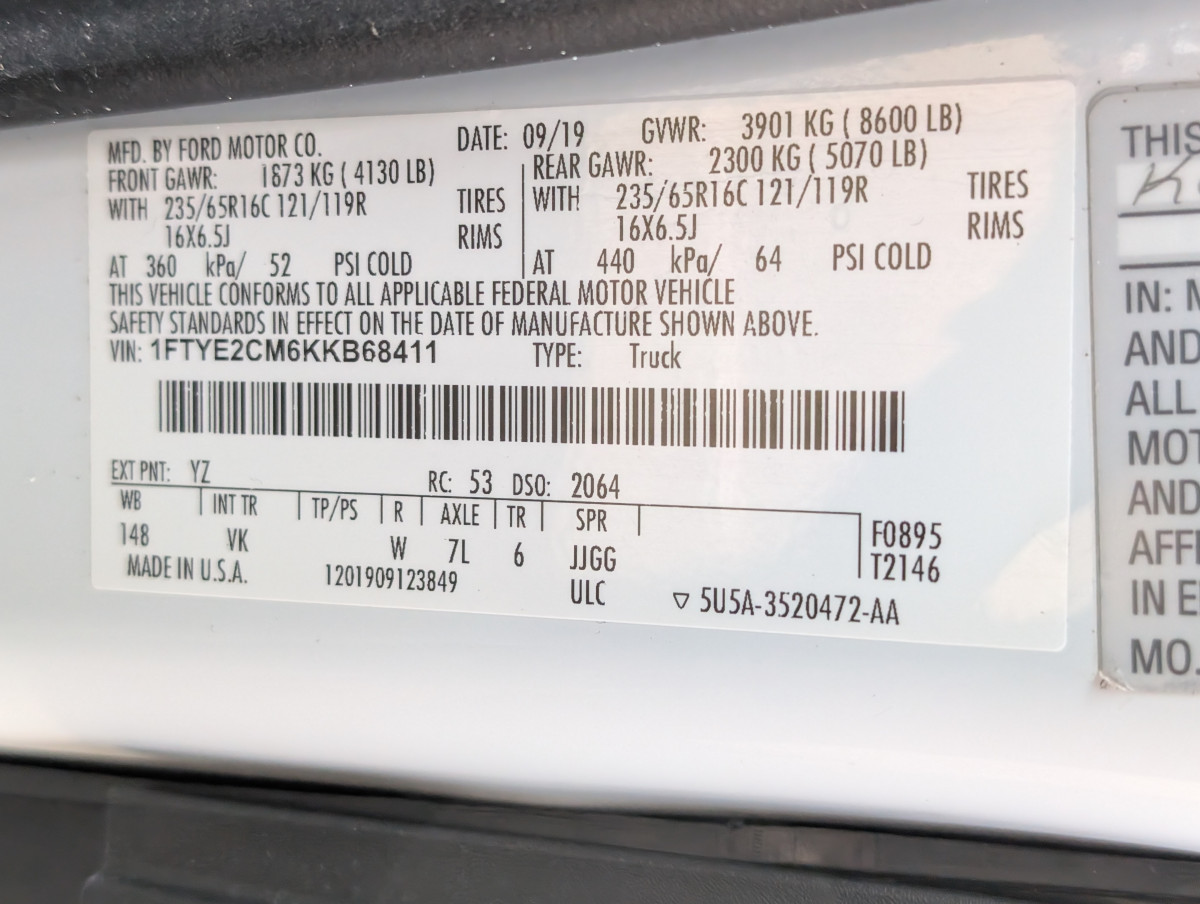 MFD. BY FORD MOTOR CO. DATE: 09/19 GVWR: 3901 KG ( 8600 LB)
FRONT GAWR: 1873 KG ( 4130 LB) REAR GAWR: 2300 KG ( 5070 LB)
WITH 235/65R16C 121/119R TIRES WITH 235/65R16C 121/119R TIRES
16X6.5J RIMS 16X6.5J RIMS
AT 360 kPa/ 52 PSI COLD AT 440 kPa/ 64 PSI COLD
THIS VEHICLE CONFORMS TO ALL APPLICABLE FEDERAL MOTOR VEHICLE
SAFETY STANDARDS IN EFFECT ON THE DATE OF MANUFACTURE SHOWN ABOVE.
VIN: 1FTYE2CM6KKB68411 TYPE: Truck
EXT PNT: YZ RC: 53 DSO: 2064
WB INT TR TP/PS R AXLE TR SPR F0895
148 VK W 7L 6 JJGG T2146
MADE IN U.S.A. 1201909123849 ULC ▽ 5U5A-3520472-AA
THIS
IN:
AND
ALL
MOT
AND
AFFI
IN E
MO.